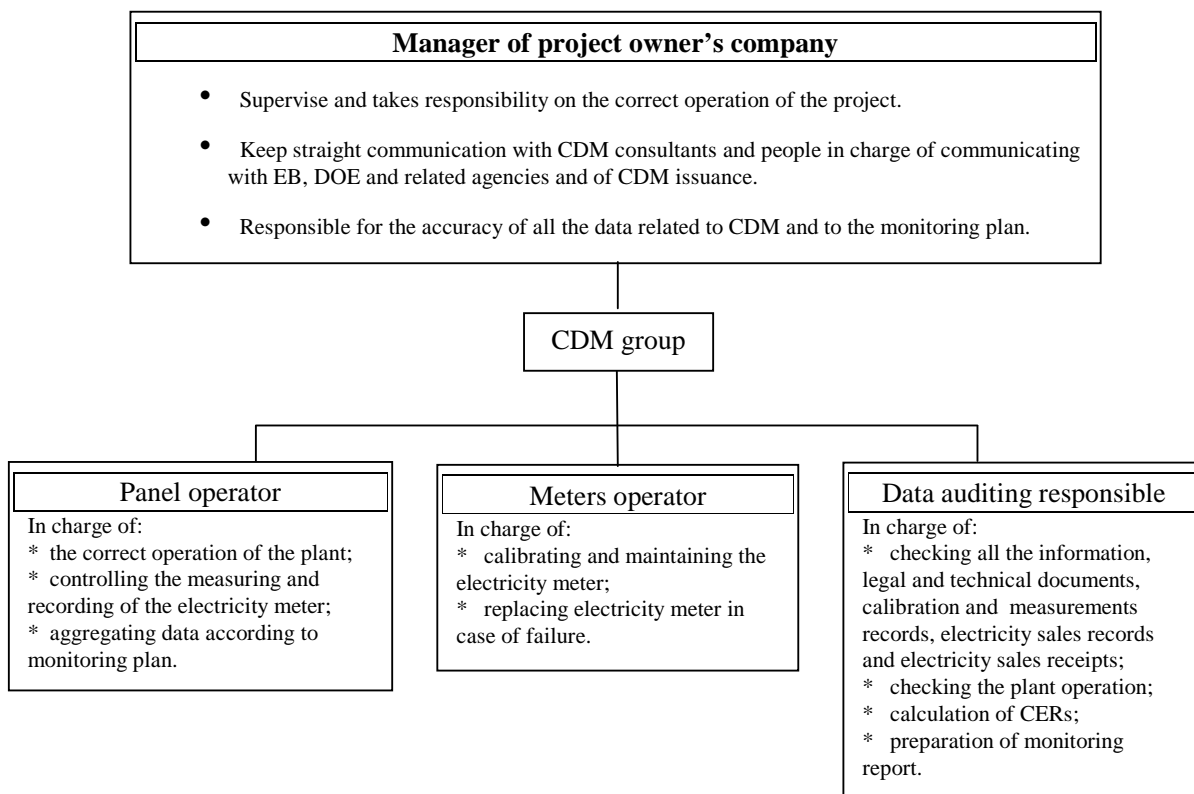 Manager of project owner's company
• Supervise and takes responsibility on the correct operation of the project.
• Keep straight communication with CDM consultants and people in charge of communicating
with EB, DOE and related agencies and of CDM issuance.
• Responsible for the accuracy of all the data related to CDM and to the monitoring plan.
CDM group
Panel operator
In charge of:
* the correct operation of the plant;
* controlling the measuring and
recording of the electricity meter;
* aggregating data according to
monitoring plan.
Meters operator
In charge of:
* calibrating and maintaining the
electricity meter;
* replacing electricity meter in
case of failure.
Data auditing responsible
In charge of:
* checking all the information,
legal and technical documents,
calibration and measurements
records, electricity sales records
and electricity sales receipts;
* checking the plant operation;
* calculation of CERs;
* preparation of monitoring
report.